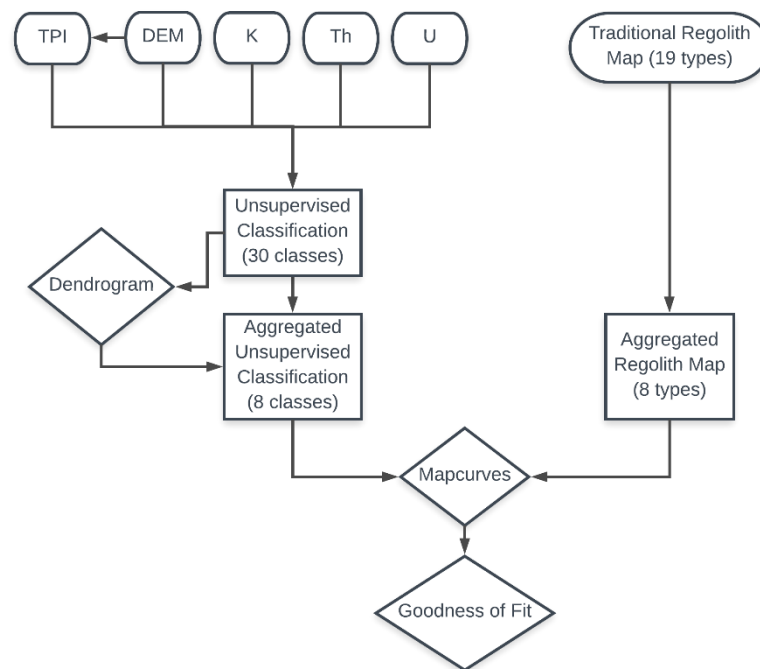 TPI
DEM
K
Th
U
Traditional Regolith
Map (19 types)
Unsupervised
Classification
(30 classes)
Dendrogram
Aggregated
Unsupervised
Classification
(8 classes)
Aggregated
Regolith Map
(8 types)
Mapcurves
Goodness of Fit